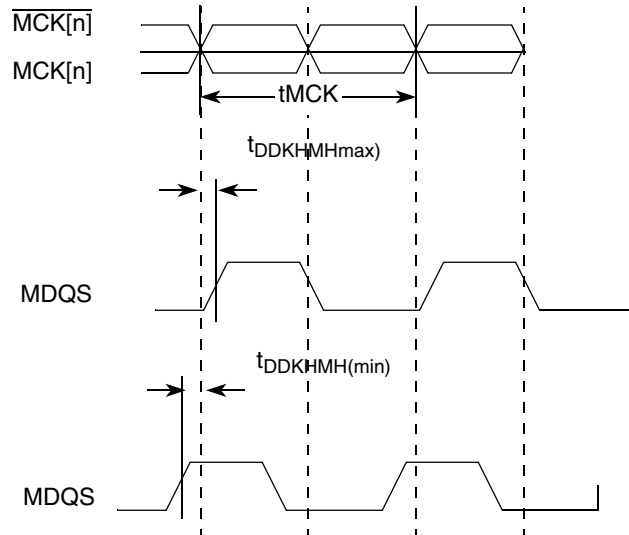 MCK[n]
MCK[n]
tMCK
tDDKHMHmax)
MDQS
tDDKHMH(min)
MDQS